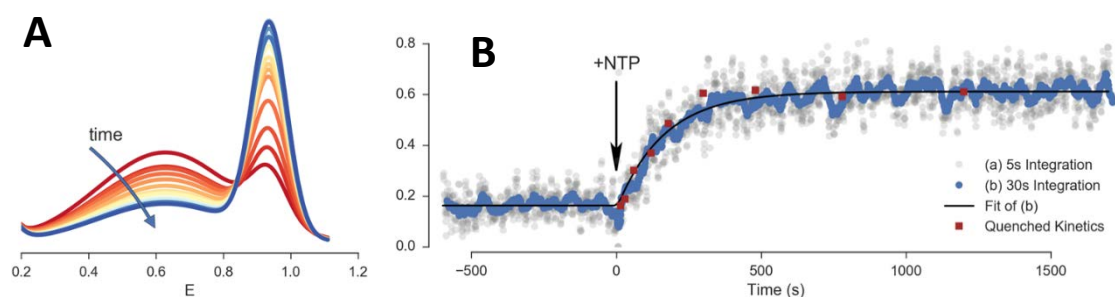 A
time
0.2 0.4 0.6 0.8 1.0 1.2
E
B
+NTP
0.8
0.6
0.4
0.2
0.0
−500 0 500 1000 1500
Time (s)
(a) 5s Integration
(b) 30s Integration
Fit of (b)
Quenched Kinetics